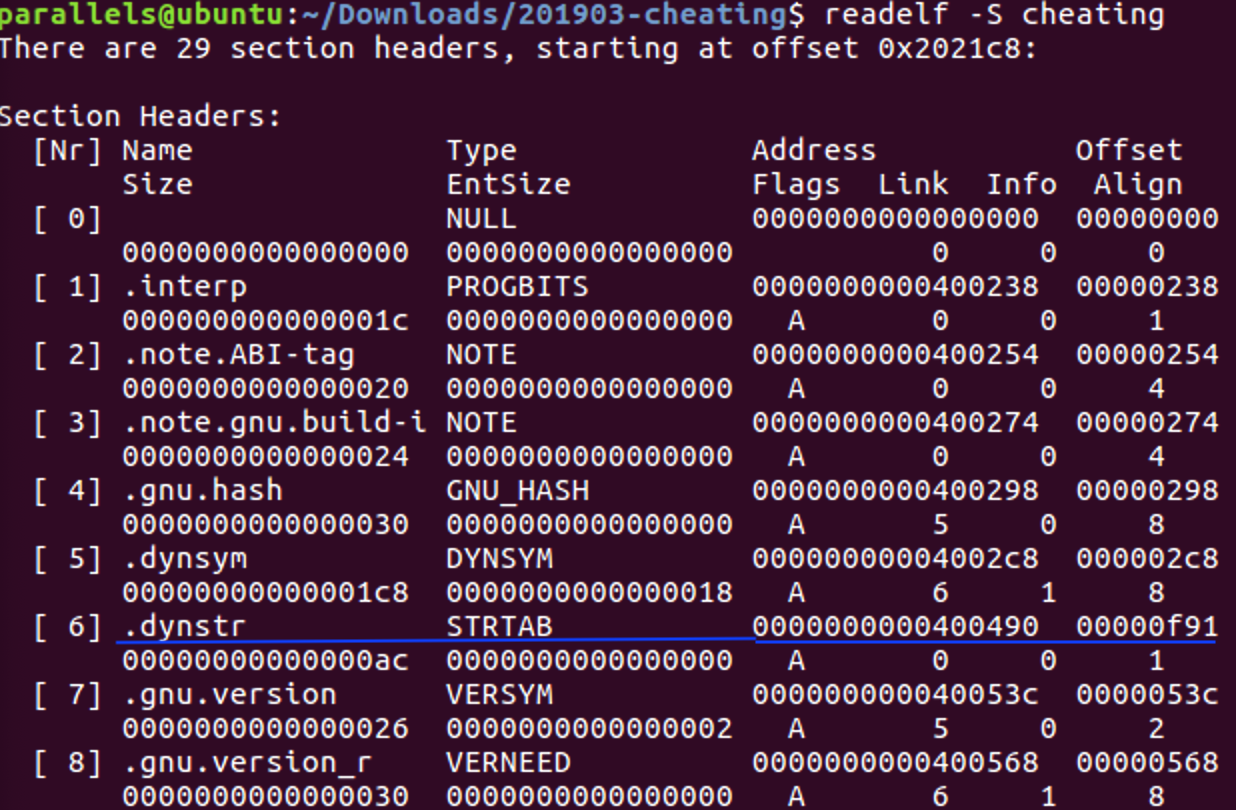 parallels@ubuntu:~/Downloads/201903-cheating$ readelf -S cheating
There are 29 section headers, starting at offset 0x2021c8:
Section Headers:
[Nr] Name Type Address Offset
Size EntSize Flags Link Info Align
[ 0] NULL 0000000000000000 00000000
0000000000000000 0000000000000000 0 0 0
[ 1] .interp PROGBITS 0000000000400238 00000238
000000000000001c 0000000000000000 A 0 0 1
[ 2] .note.ABI-tag NOTE 0000000000400254 00000254
0000000000000020 0000000000000000 A 0 0 4
[ 3] .note.gnu.build-i NOTE 0000000000400274 00000274
0000000000000024 0000000000000000 A 0 0 4
[ 4] .gnu.hash GNU_HASH 0000000000400298 00000298
0000000000000030 0000000000000000 A 5 0 8
[ 5] .dynsym DYNSYM 00000000004002c8 000002c8
00000000000001c8 0000000000000018 A 6 1 8
[ 6] .dynstr STRTAB 0000000000400490 00000f91
00000000000000ac 0000000000000000 A 0 0 1
[ 7] .gnu.version VERSYM 000000000040053c 0000053c
0000000000000026 0000000000000002 A 5 0 2
[ 8] .gnu.version_r VERNEED 0000000000400568 00000568
0000000000000030 0000000000000000 A 6 1 8